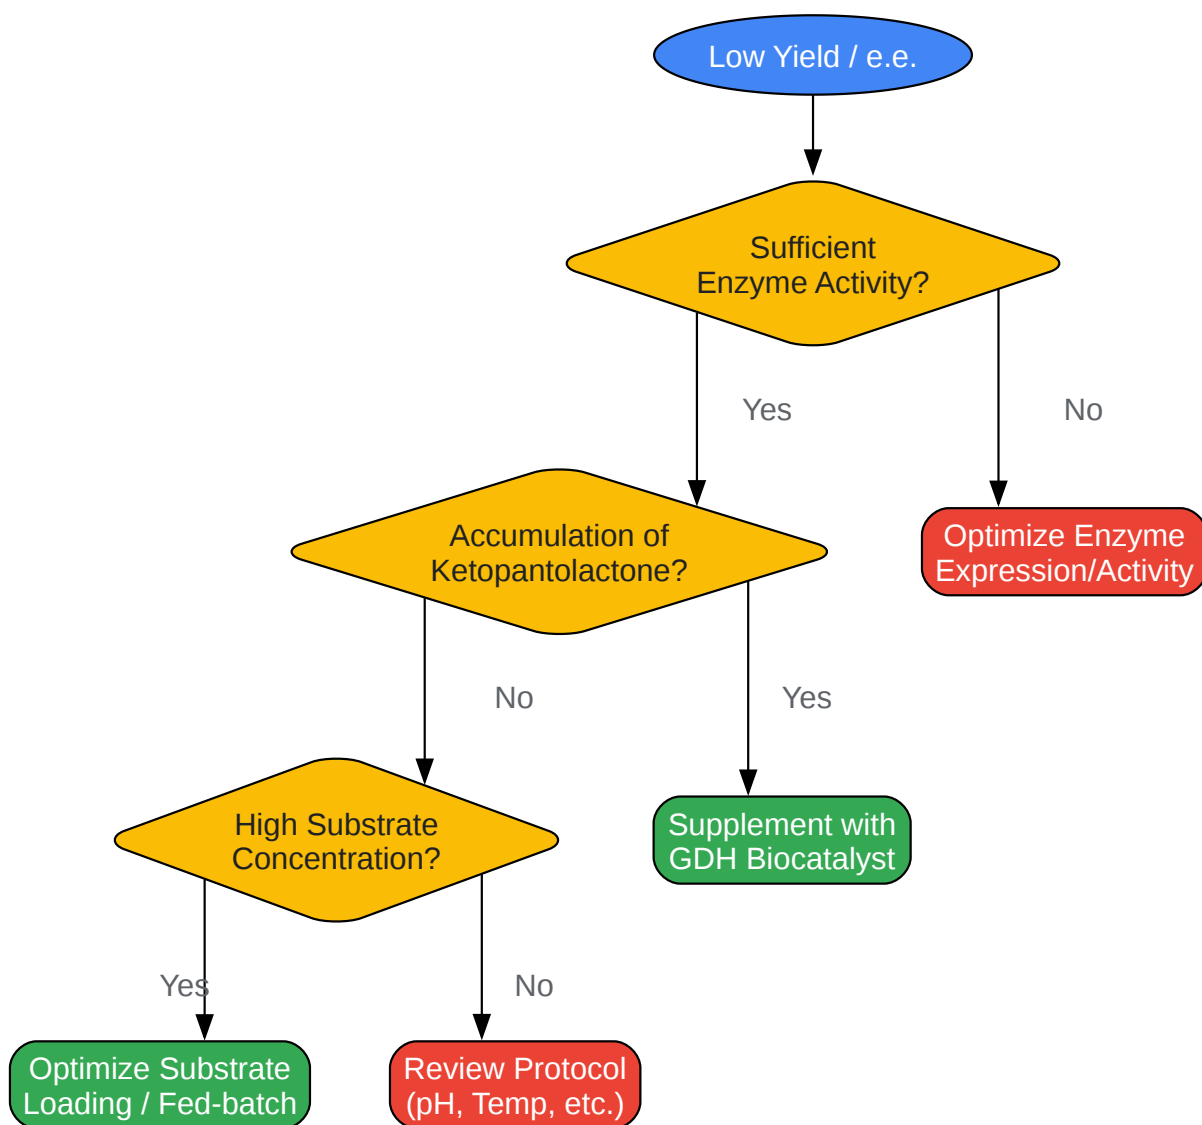 Low Yield / e.e.
Sufficient
Enzyme Activity?
Yes
No
Accumulation of
Ketopantolactone?
Optimize Enzyme
Expression/Activity
No
Yes
High Substrate
Concentration?
Supplement with
GDH Biocatalyst
Yes
No
Optimize Substrate
Loading / Fed-batch
Review Protocol
(pH, Temp, etc.)